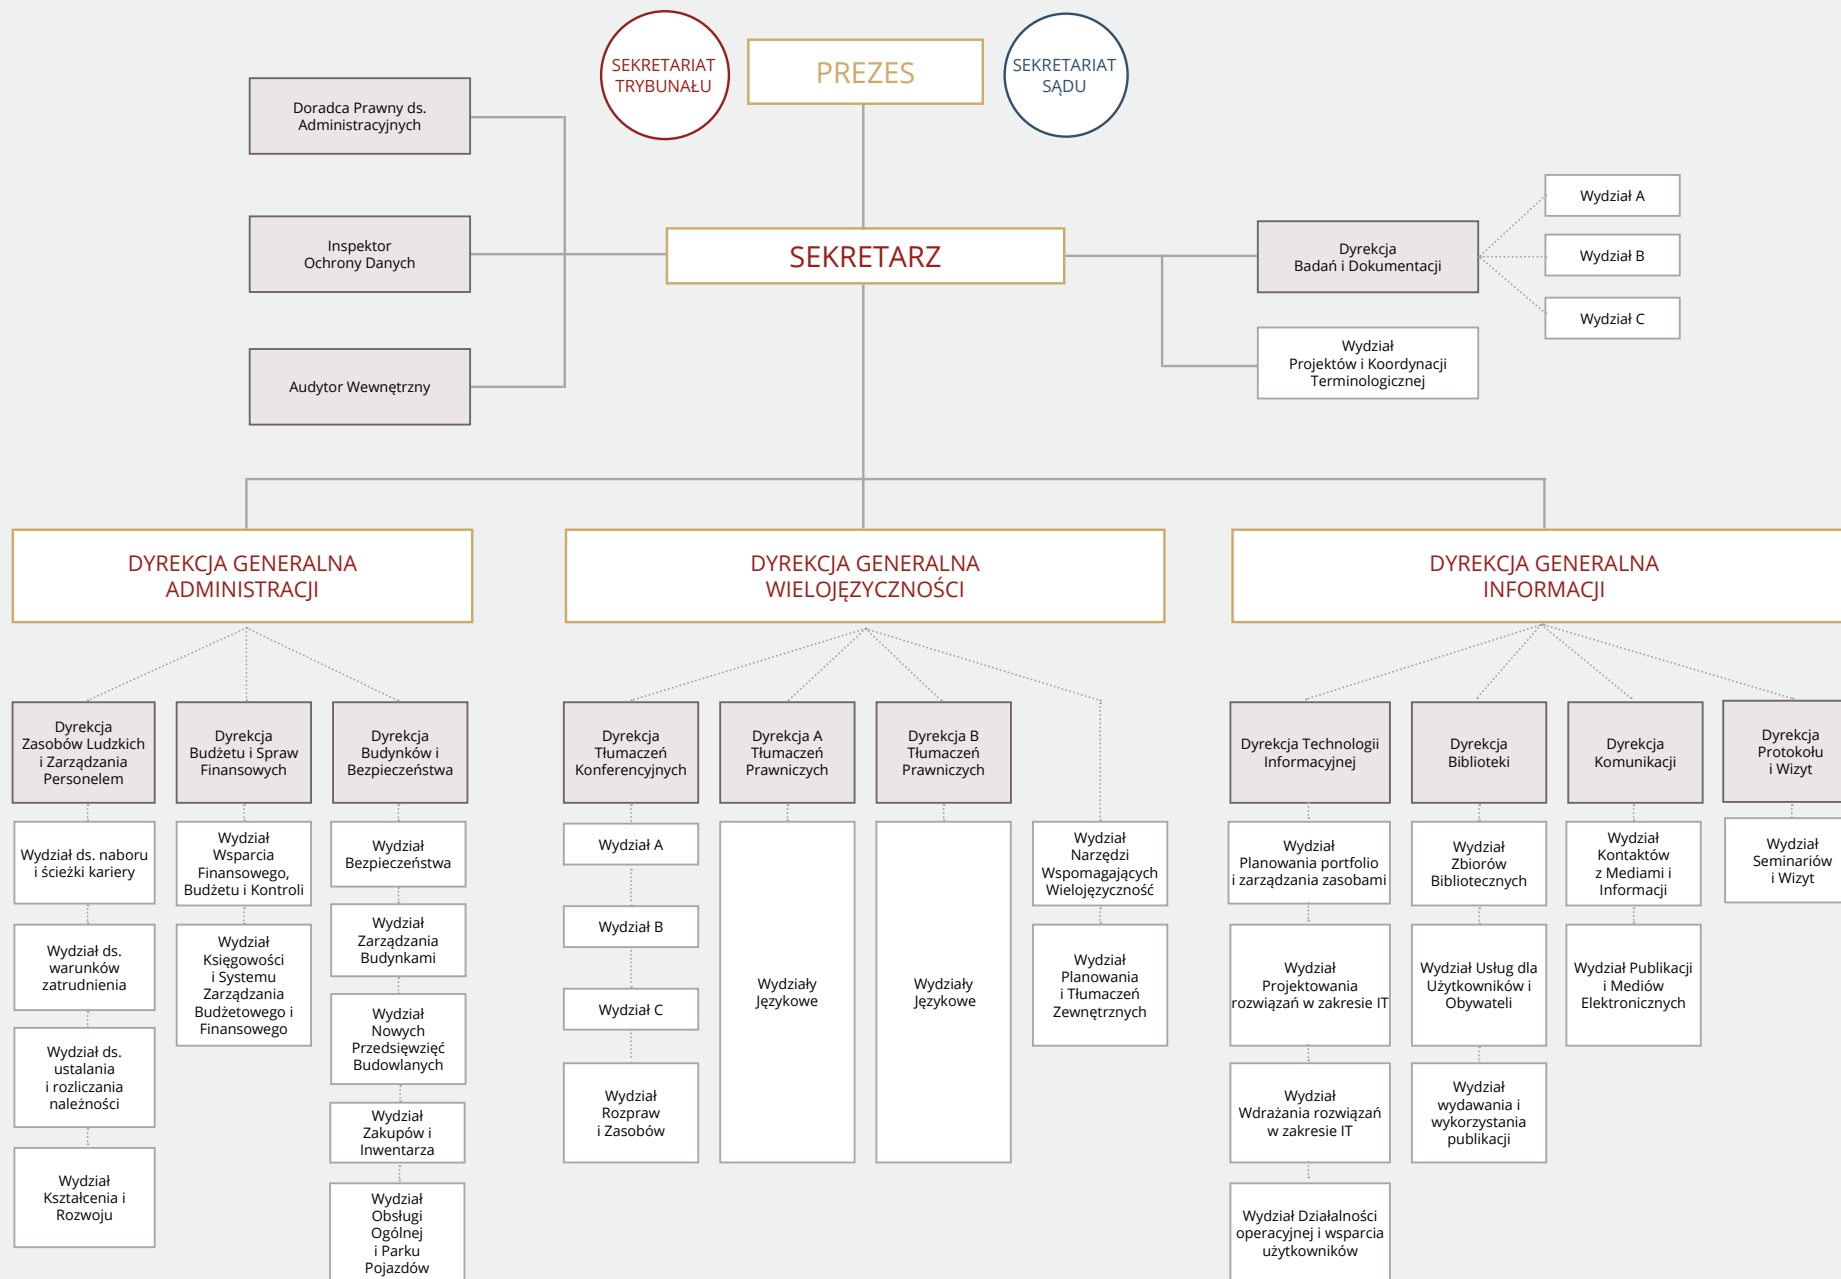 SEKRETARIAT
TRYBUNAŁU
PREZES
SEKRETARIAT
SĄDU
Doradca Prawny ds.
Administracyjnych
Inspektor
Ochrony Danych
Audytor Wewnętrzny
SEKRETARZ
Dyrekcja
Badań i Dokumentacji
Wydział A
Wydział B
Wydział C
Wydział
Projektów i Koordynacji
Terminologicznej
DYREKCJA GENERALNA
ADMINISTRACJI
DYREKCJA GENERALNA
WIELOJĘZYCZNOŚCI
DYREKCJA GENERALNA
INFORMACJI
Dyrekcja
Zasobów Ludzkich
i Zarządzania
Personelem
Wydział ds. naboru
i ścieżki kariery
Wydział ds.
warunków
zatrudnienia
Wydział ds.
ustalania
i rozliczania
należności
Wydział
Kształcenia i
Rozwoju
Dyrekcja
Budżetu i Spraw
Finansowych
Wydział
Wsparcia
Finansowego,
Budżetu i Kontroli
Wydział
Księgowości
i Systemu
Zarządzania
Budżetowego i
Finansowego
Dyrekcja
Budynków i
Bezpieczeństwa
Wydział
Bezpieczeństwa
Wydział
Zarządzania
Budynkami
Wydział
Nowych
Przedsięwzięć
Budowlanych
Wydział
Zakupów i
Inwentarza
Wydział
Obsługi
Ogólnej
i Parku
Pojazdów
Dyrekcja
Tłumaczeń
Konferencyjnych
Wydział A
Wydział B
Wydział C
Wydział
Rozpraw
i Zasobów
Dyrekcja A
Tłumaczeń
Prawniczych
Wydziały
Językowe
Dyrekcja B
Tłumaczeń
Prawniczych
Wydziały
Językowe
Wydział
Narzędzi
Wspomagających
Wielojęzyczność
Wydział
Planowania
i Tłumaczeń
Zewnętrznych
Dyrekcja Technologii
Informacyjnej
Wydział
Planowania portfolio
i zarządzania zasobami
Wydział
Projektowania
rozwiązań w zakresie IT
Wydział
Wdrażania rozwiązań
w zakresie IT
Wydział Działalności
operacyjnej i wsparcia
użytkowników
Dyrekcja
Biblioteki
Wydział
Zbiorów
Bibliotecznych
Wydział Usług dla
Użytkowników i
Obywateli
Wydział
wydawania i
wykorzystania
publikacji
Dyrekcja
Komunikacji
Wydział
Kontaktów
z Mediami i
Informacji
Wydział Publikacji
i Mediów
Elektronicznych
Dyrekcja
Protokołu
i Wizyt
Wydział
Seminariów
i Wizyt